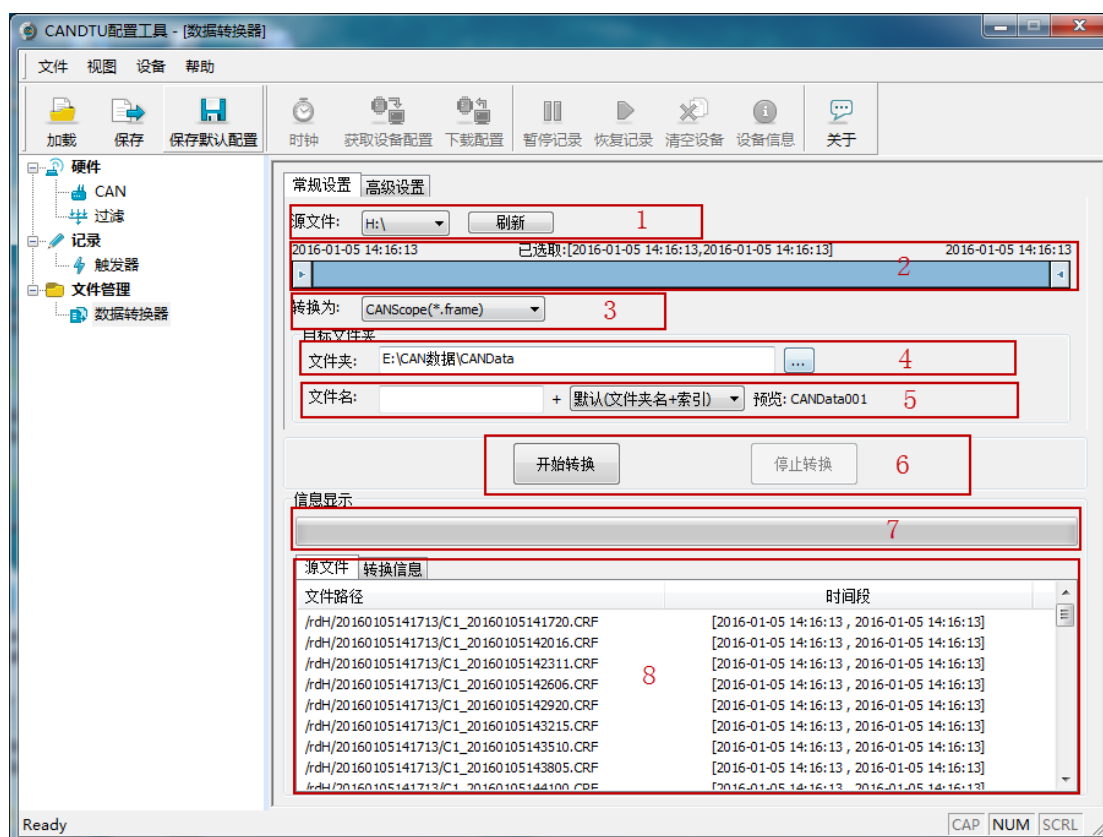 CANDTU配置工具 - [数据转换器]
文件 视图 设备 帮助
加载 保存 保存默认配置 时钟 获取设备配置 下载配置 暂停记录 恢复记录 清空设备 设备信息 关于
硬件
CAN
过滤
记录
触发器
文件管理
数据转换器
常规设置 高级设置
源文件: H:\ 刷新 1
2016-01-05 14:16:13 已选取:[2016-01-05 14:16:13,2016-01-05 14:16:13] 2016-01-05 14:16:13
2
转换为: CANScope(*.frame) 3
目标文件夹
文件夹: E:\CAN数据\CANData ... 4
文件名: + 默认(文件夹名+索引) 预览: CANData001 5
开始转换 停止转换 6
信息显示
7
源文件 转换信息
文件路径 时间段
/rdH/20160105141713/C1_20160105141720.CRF [2016-01-05 14:16:13 , 2016-01-05 14:16:13]
/rdH/20160105141713/C1_20160105142016.CRF [2016-01-05 14:16:13 , 2016-01-05 14:16:13]
/rdH/20160105141713/C1_20160105142311.CRF [2016-01-05 14:16:13 , 2016-01-05 14:16:13]
/rdH/20160105141713/C1_20160105142606.CRF [2016-01-05 14:16:13 , 2016-01-05 14:16:13]
/rdH/20160105141713/C1_20160105142920.CRF [2016-01-05 14:16:13 , 2016-01-05 14:16:13]
/rdH/20160105141713/C1_20160105143215.CRF [2016-01-05 14:16:13 , 2016-01-05 14:16:13]
/rdH/20160105141713/C1_20160105143510.CRF [2016-01-05 14:16:13 , 2016-01-05 14:16:13]
/rdH/20160105141713/C1_20160105143805.CRF [2016-01-05 14:16:13 , 2016-01-05 14:16:13]
/rdH/20160105141713/C1_20160105144100.CRF [2016-01-05 14:16:13 , 2016-01-05 14:16:13]
8
Ready CAP NUM SCRL